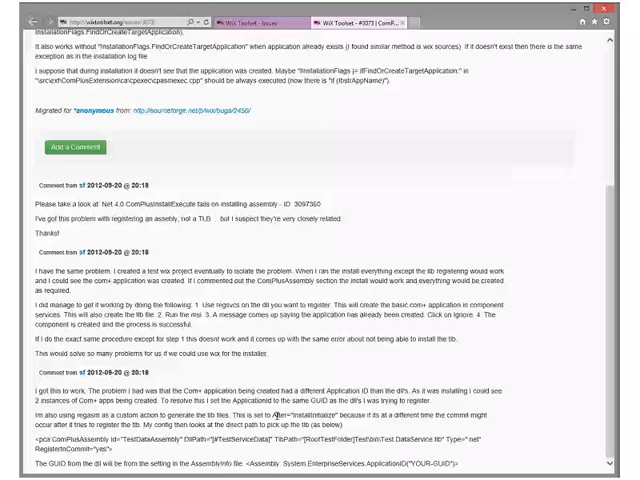 http://wixtoolset.org/issues/3073/
WiX Toolset - Issues
WiX Toolset - #3073 | ComP...
InstallationFlags.FindOrCreateTargetApplication).
It also works without "InstallationFlags.FindOrCreateTargetApplication" when application already exists (I found similar method is wix sources) If it doesn't exist then there is the same
exception as in the installation log file
I suppose that during installation it doesn't see that the application was created. Maybe "InstallationFlags |= ifFindOrCreateTargetApplication;" in
"\src\ext\ComPlusExtension\ca\cpexec\cpasmexec.cpp" should be always executed (now there is "if (!bstrAppName)").
Migrated for *anonymous from: http://sourceforge.net/p/wix/bugs/2450/
Add a Comment
Comment from sf 2012-09-20 @ 20:18
Please take a look at: Net 4.0 ComPlusInstallExecute fails on installing assembly - ID: 3097360
I've got this problem with registering an assebly, not a TLB ... but I suspect they're very closely related.
Thanks!
Comment from sf 2012-09-20 @ 20:18
I have the same problem. I created a test wix project eventually to isolate the problem. When I ran the install everything except the tlb registering would work
and I could see the com+ application was created. If I commented out the ComPlusAssembly section the install would work and everything would be created
as required.
I did manage to get it working by doing the following: 1. Use regsvcs on the dll you want to register. This will create the basic com+ application in component
services. This will also create the tlb file 2. Run the msi 3. A message comes up saying the application has already been created. Click on Ignore. 4. The
component is created and the process is successful.
If I do the exact same procedure except for step 1 this doesnt work and it comes up with the same error about not being able to install the tlb.
This would solve so many problems for us if we could use wix for the installer.
Comment from sf 2012-09-20 @ 20:18
I got this to work. The problem I had was that the Com+ application being created had a different Application ID than the dll's. As it was installing i could see
2 instances of Com+ apps being created. To resolve this I set the ApplicationId to the same GUID as the dll's I was trying to register.
I'm also using regasm as a custom action to generate the tlb files. This is set to After="InstallInitialize" because if its at a different time the commit might
occur after it tries to register the tlb. My config then looks at the direct path to pick up the tlb (as below)
<pca:ComPlusAssembly Id="TestDataAssembly" DllPath="[#TestServiceData]" TlbPath="[RootTestFolder]Test\bin\Test.DataService.tlb" Type=".net"
RegisterInCommit="yes">
The GUID from the dll will be from the setting in the AssemblyInfo file. <Assembly: System.EnterpriseServices.ApplicationID("YOUR-GUID")>